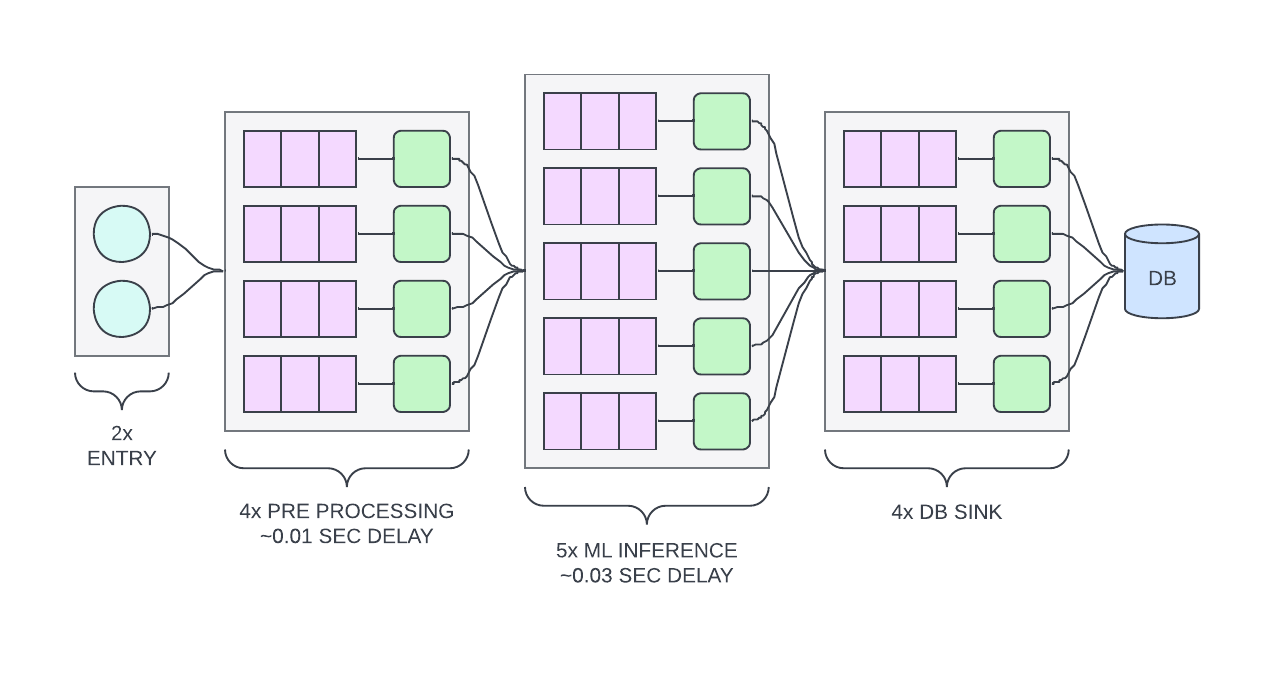 DB
2x
ENTRY
4x PRE PROCESSING
~0.01 SEC DELAY
5x ML INFERENCE
~0.03 SEC DELAY
4x DB SINK